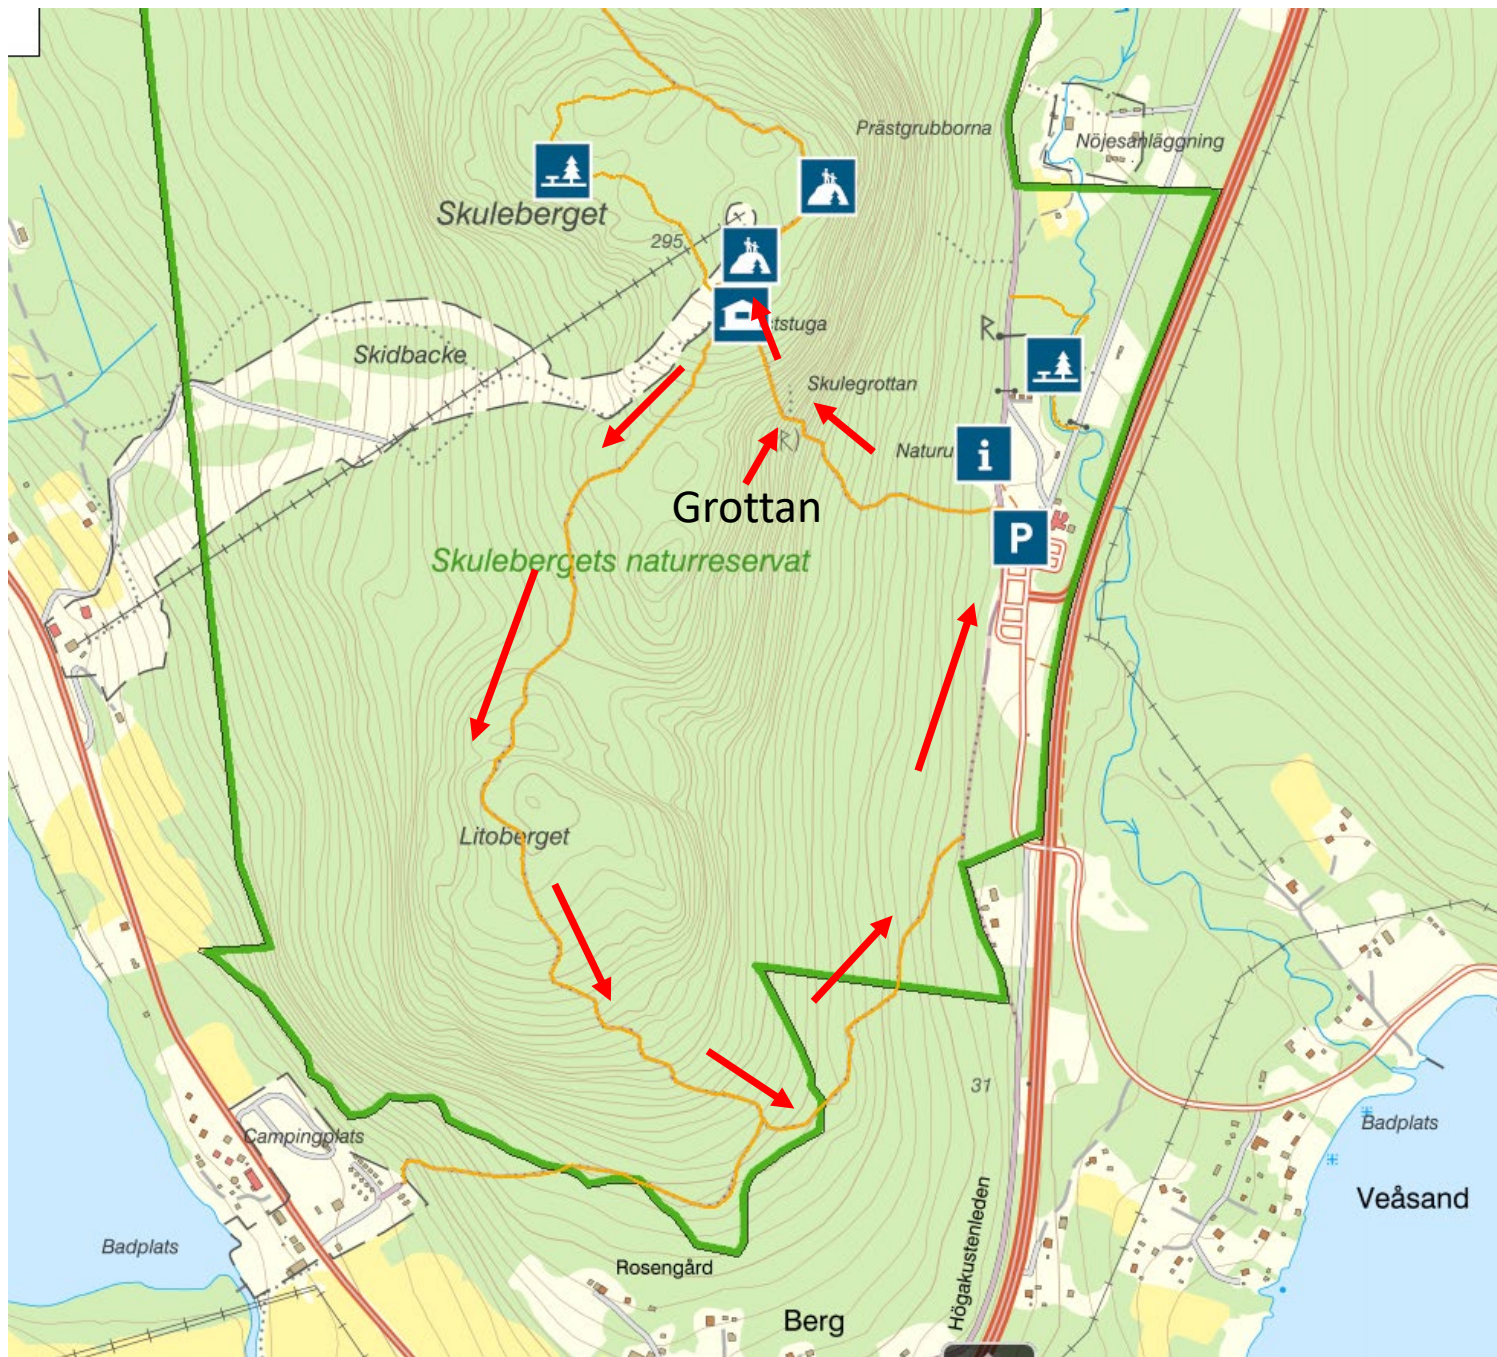 Prästgrubborna
Nöjesanläggning
Skuleberget
295
Skidbacke
R
Skulegrottan
R)
Naturu
i
Grottan
P
Skulebergets naturreservat
Litoberget
31
Campingplats
Badplats
Veåsand
Badplats
Högakustenleden
Rosengård
Berg